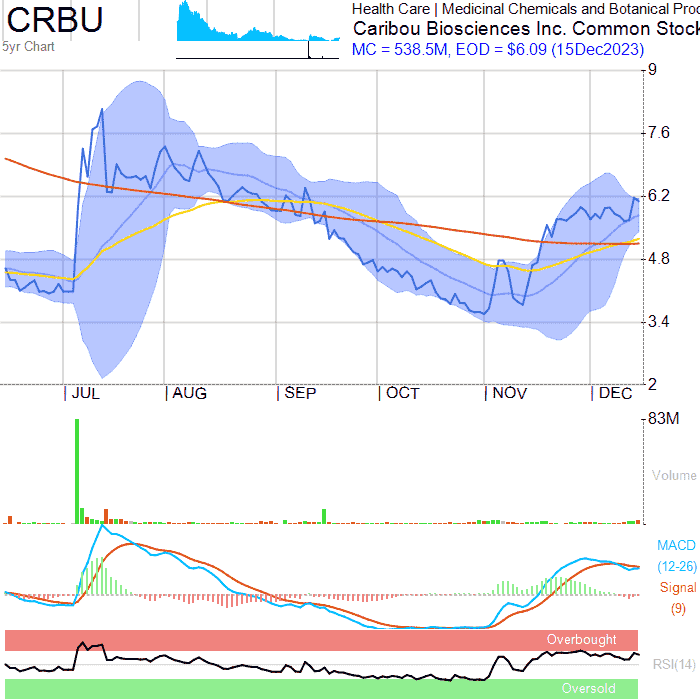 CRBU
5yr Chart
Health Care | Medicinal Chemicals and Botanical Proc
Caribou Biosciences Inc. Common Stock
MC = 538.5M, EOD = $6.09 (15Dec2023)
9
7.6
6.2
4.8
3.4
2
JUL AUG SEP OCT NOV DEC
83M
Volume
MACD
(12-26)
Signal
(9)
Overbought
RSI(14)
Oversold